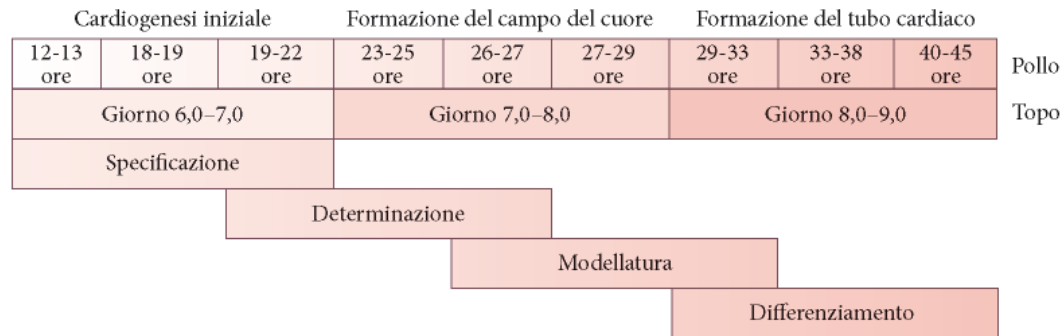 Cardiogenesi iniziale Formazione del campo del cuore Formazione del tubo cardiaco
12-13 ore 18-19 ore 19-22 ore 23-25 ore 26-27 ore 27-29 ore 29-33 ore 33-38 ore 40-45 ore Pollo
Giorno 6,0–7,0 Giorno 7,0–8,0 Giorno 8,0–9,0 Topo
Specificazione
Determinazione
Modellatura
Differenziamento